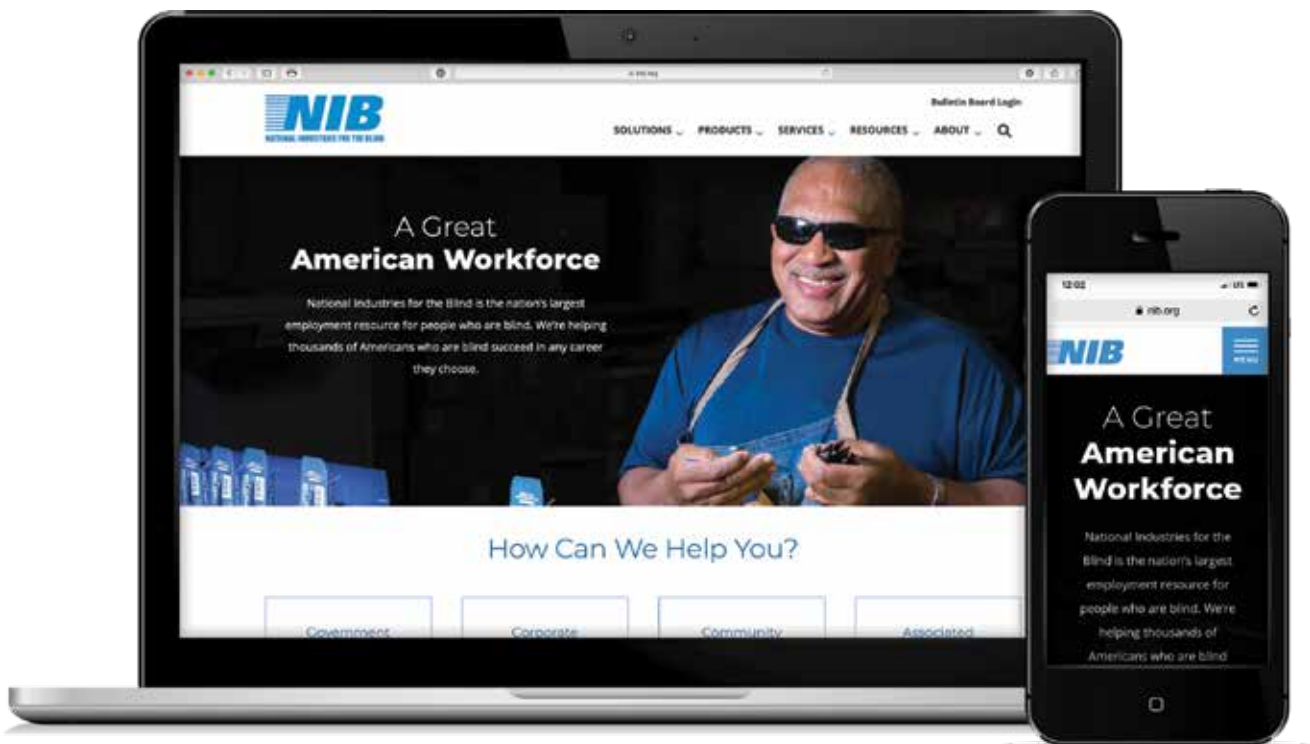 nib.org
NIB
NATIONAL INDUSTRIES FOR THE BLIND
Bulletin Board Login
SOLUTIONS PRODUCTS SERVICES RESOURCES ABOUT
A Great
American Workforce
National Industries for the Blind is the nation's largest
employment resource for people who are blind. We're helping
thousands of Americans who are blind succeed in any career
they choose.
How Can We Help You?
Government Corporate Community Associated
12:02
nib.org
NIB
MENU
A Great
American
Workforce
National Industries for the
Blind is the nation's largest
employment resource for
people who are blind. We're
helping thousands of
Americans who are blind